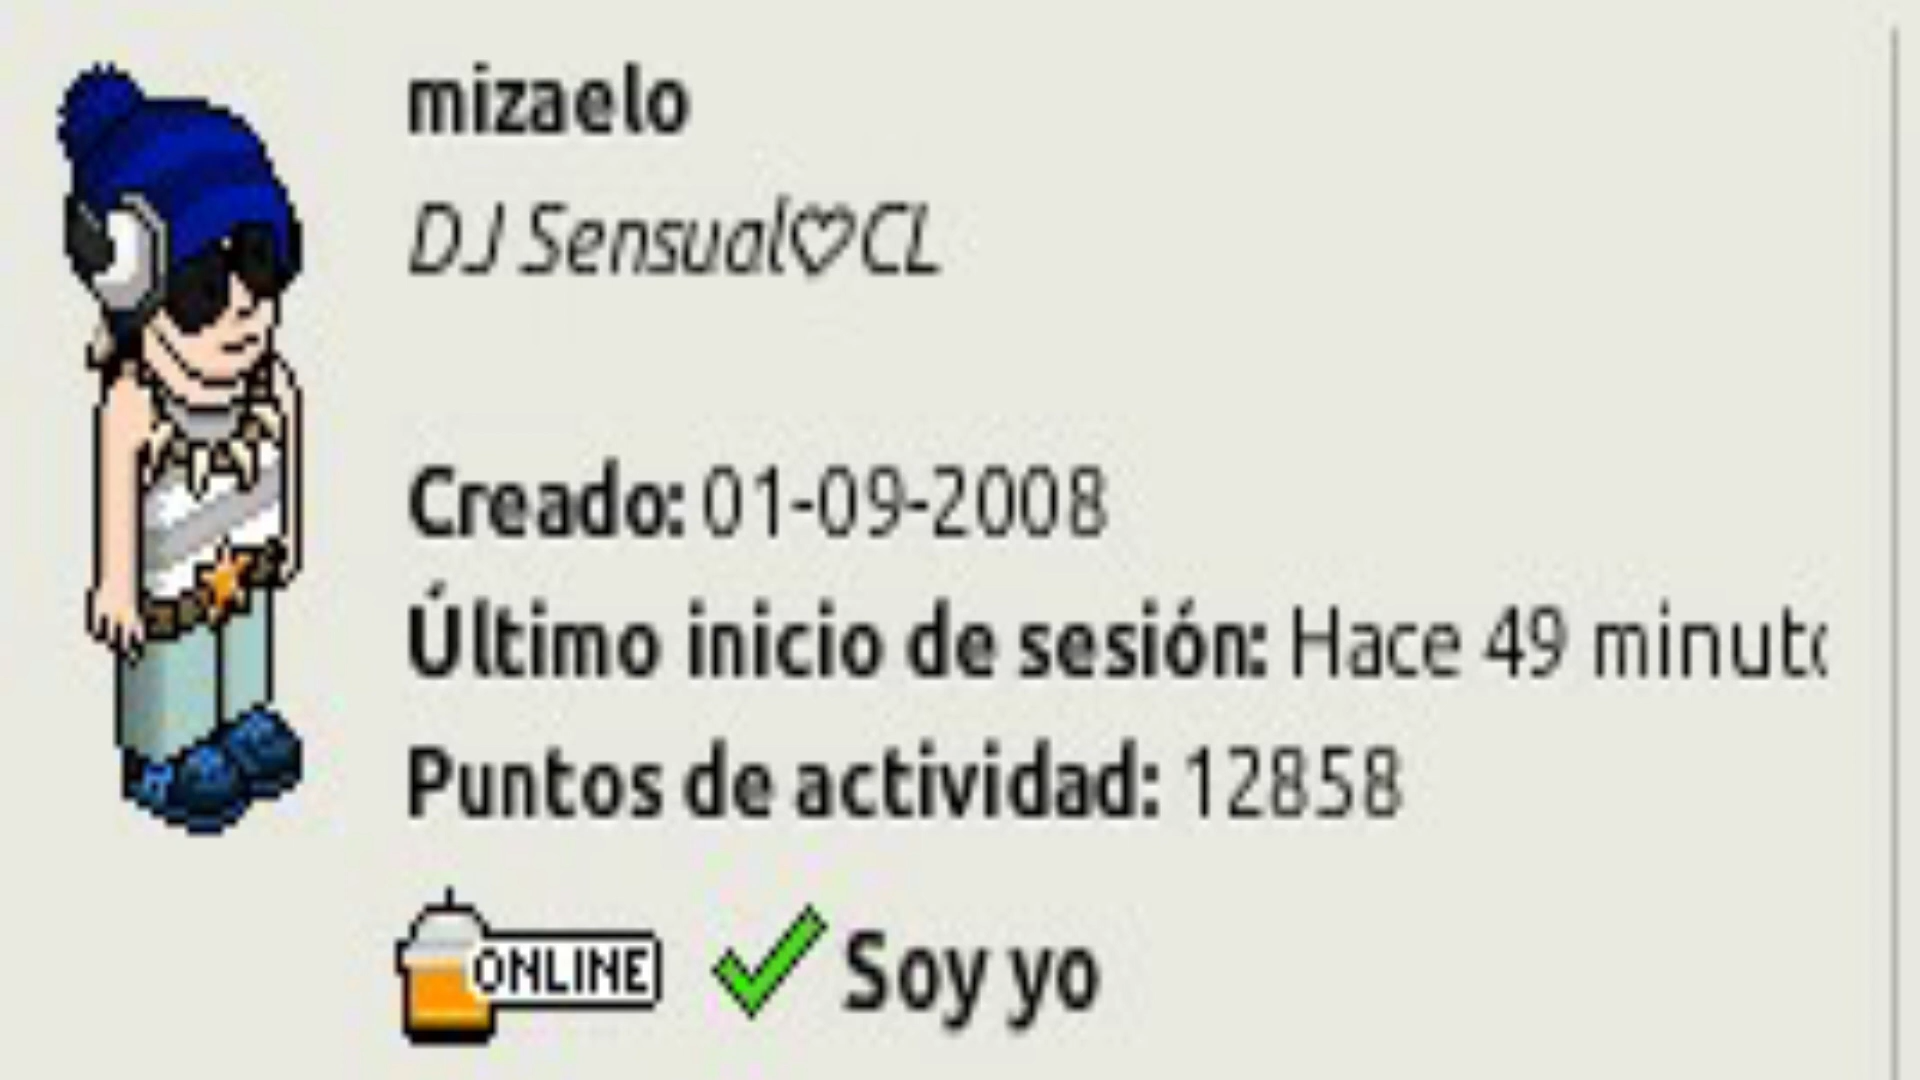 mizaelo
DJ Sensual♡CL
Creado: 01-09-2008
Último inicio de sesión: Hace 49 minuto
Puntos de actividad: 12858
ONLINE Soy yo